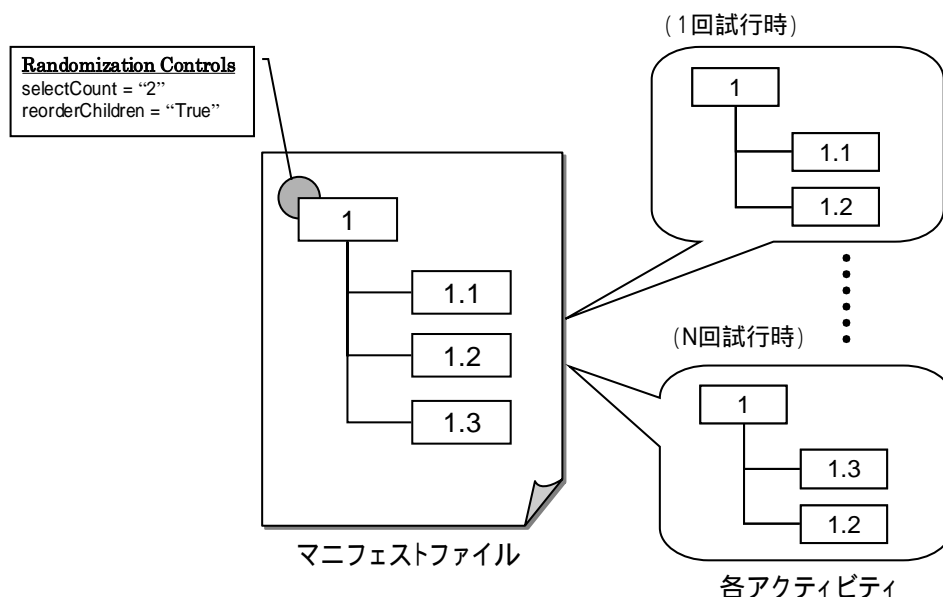 Randomization Controls
selectCount = “2”
reorderChildren = “True”
1
1.1
1.2
1.3
マニフェストファイル
(1回試行時)
1
1.1
1.2
(N回試行時)
1
1.3
1.2
各アクティビティ